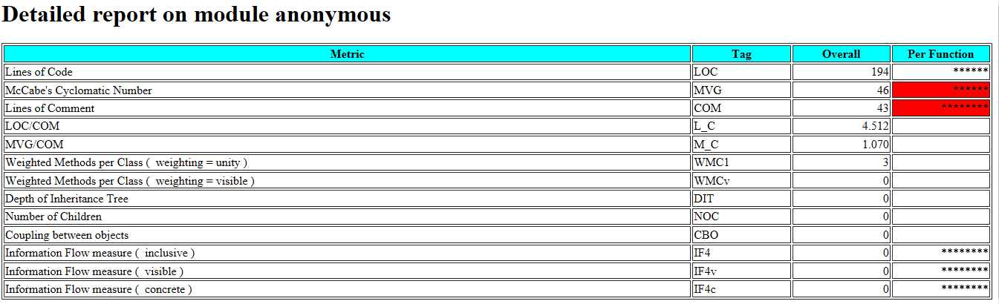 Detailed report on module anonymous
Metric Tag Overall Per Function
Lines of Code LOC 194 ******
McCabe's Cyclomatic Number MVG 46 ******
Lines of Comment COM 43 ********
LOC/COM L_C 4.512
MVG/COM M_C 1.070
Weighted Methods per Class ( weighting = unity ) WMC1 3
Weighted Methods per Class ( weighting = visible ) WMCv 0
Depth of Inheritance Tree DIT 0
Number of Children NOC 0
Coupling between objects CBO 0
Information Flow measure ( inclusive ) IF4 0 ********
Information Flow measure ( visible ) IF4v 0 ********
Information Flow measure ( concrete ) IF4c 0 ********